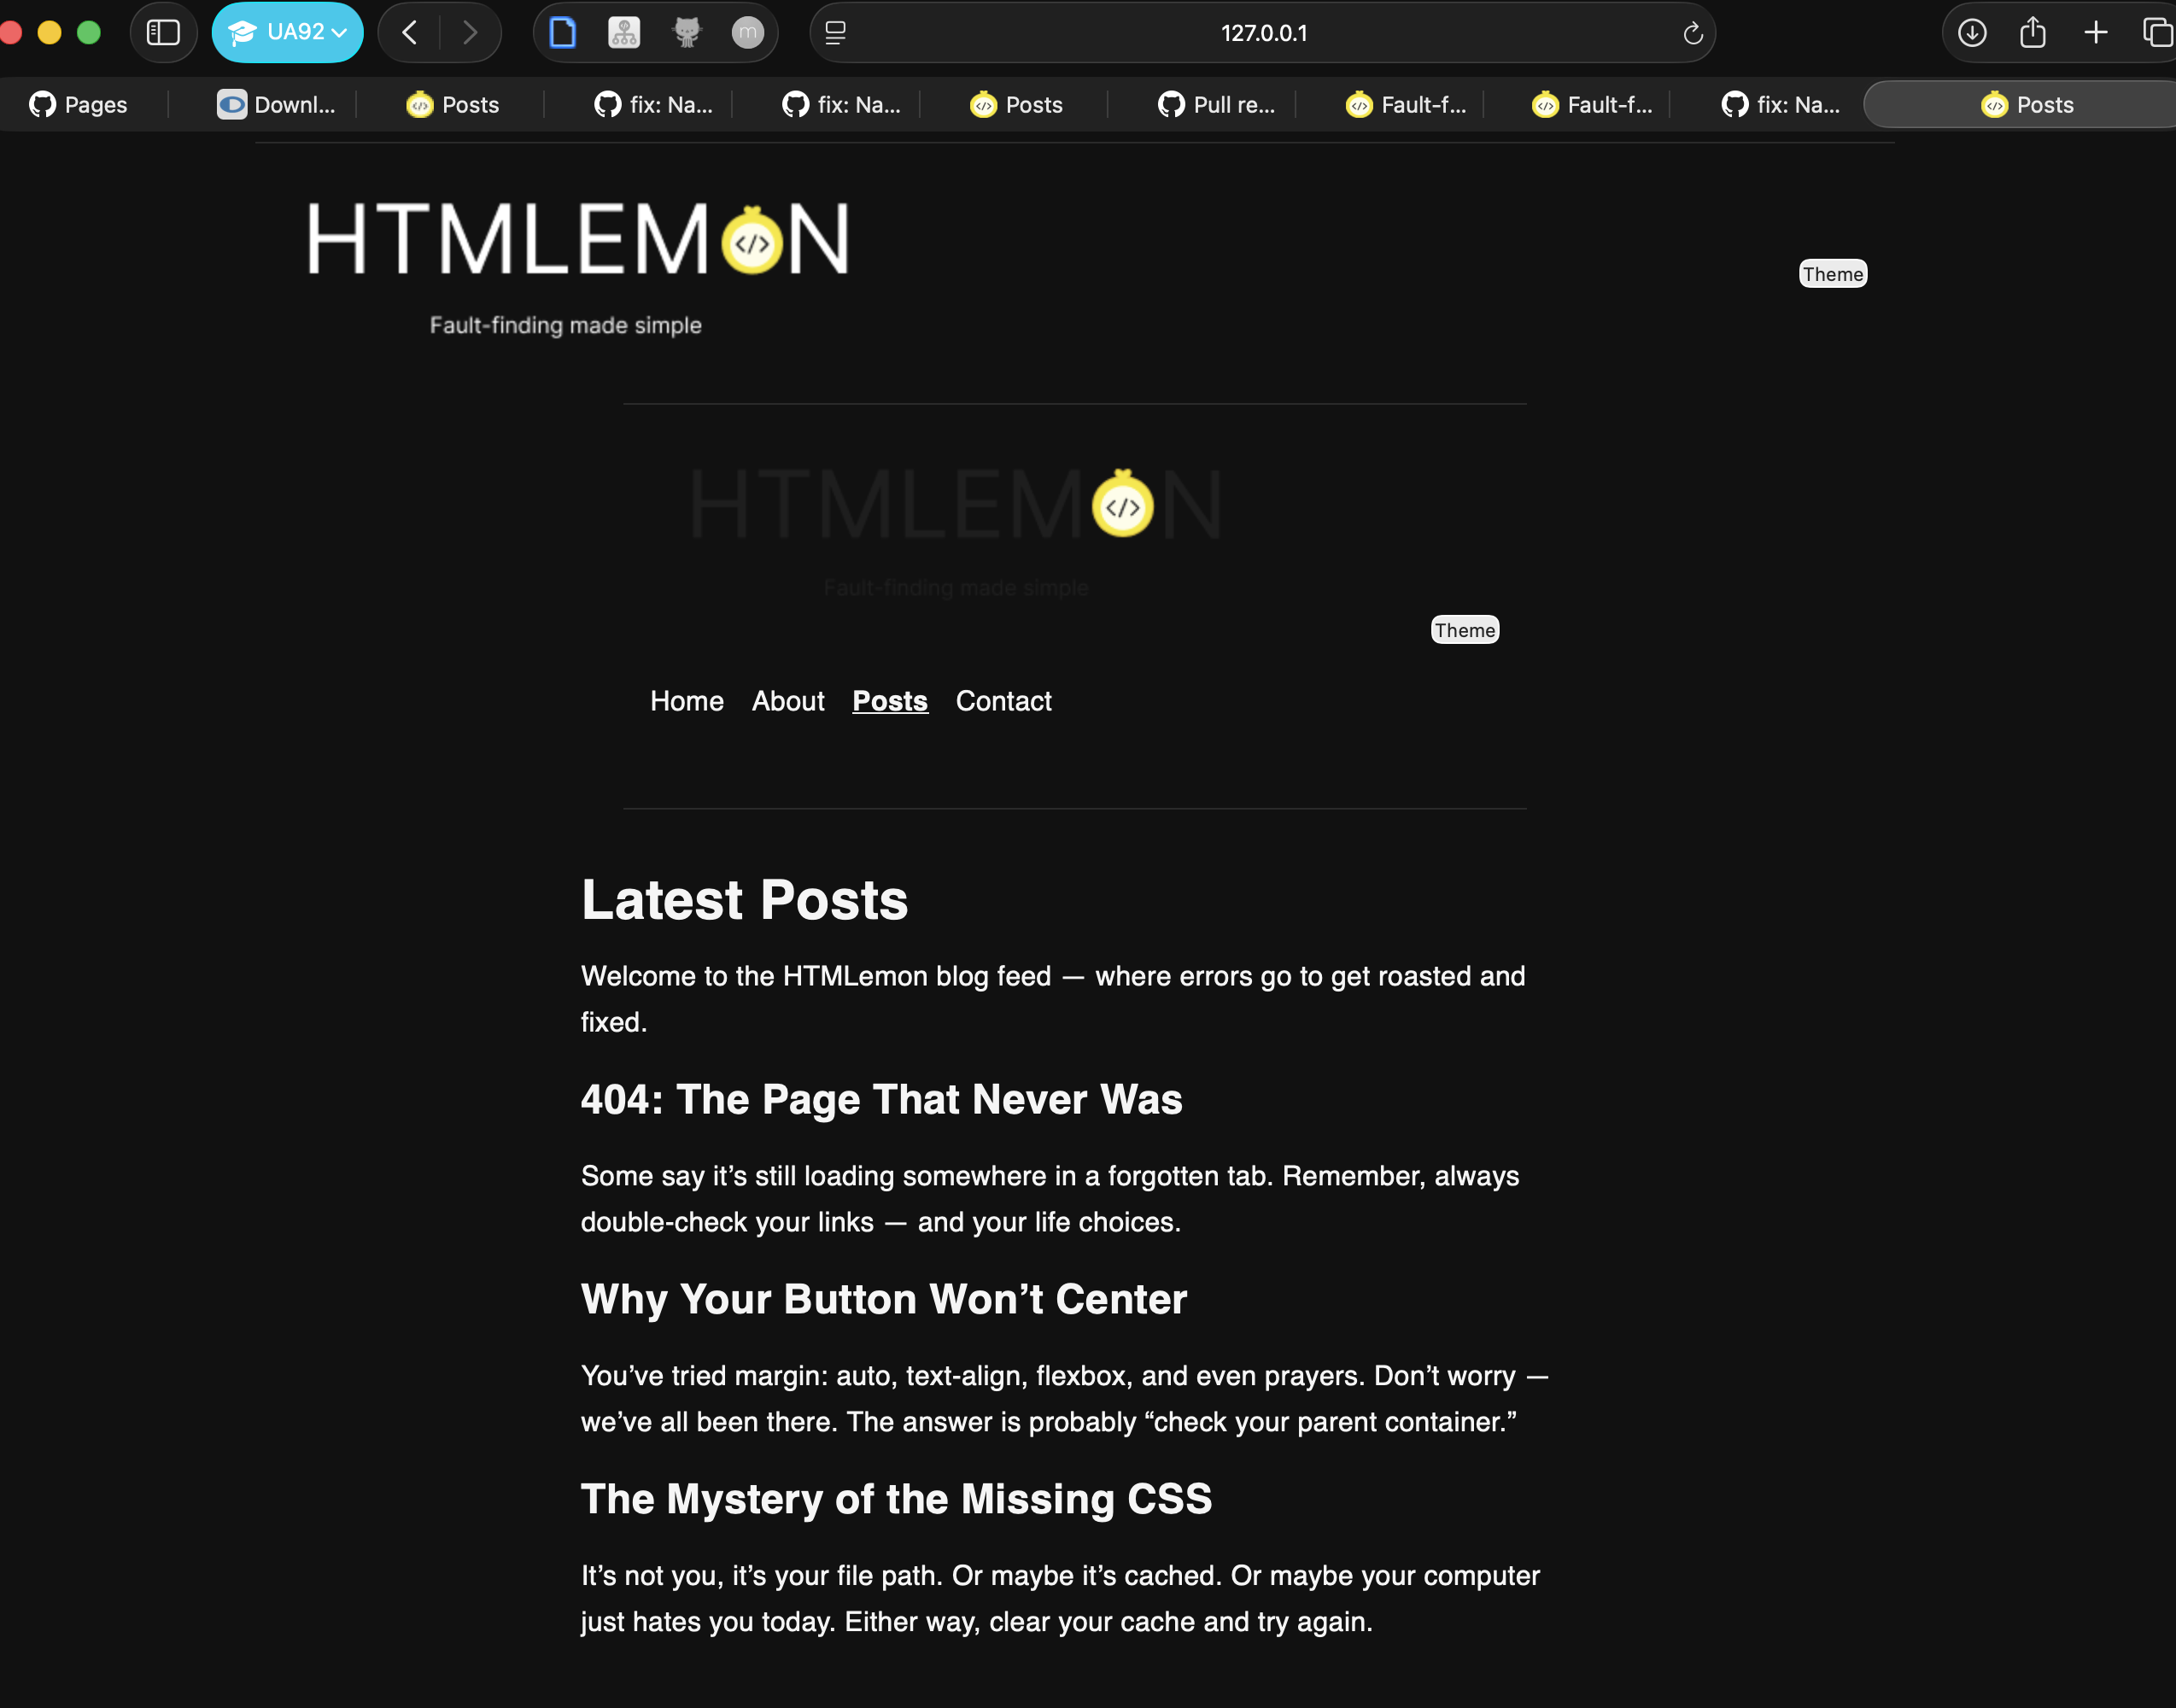 UA92
127.0.0.1
Pages
Downl...
Posts
fix: Na...
fix: Na...
Posts
Pull re...
Fault-f...
Fault-f...
fix: Na...
Posts
HTMLEMON
Fault-finding made simple
Theme
HTMLEMON
Fault-finding made simple
Theme
Home About Posts Contact
Latest Posts
Welcome to the HTMLemon blog feed — where errors go to get roasted and
fixed.
404: The Page That Never Was
Some say it’s still loading somewhere in a forgotten tab. Remember, always
double-check your links — and your life choices.
Why Your Button Won’t Center
You’ve tried margin: auto, text-align, flexbox, and even prayers. Don’t worry —
we’ve all been there. The answer is probably “check your parent container.”
The Mystery of the Missing CSS
It’s not you, it’s your file path. Or maybe it’s cached. Or maybe your computer
just hates you today. Either way, clear your cache and try again.